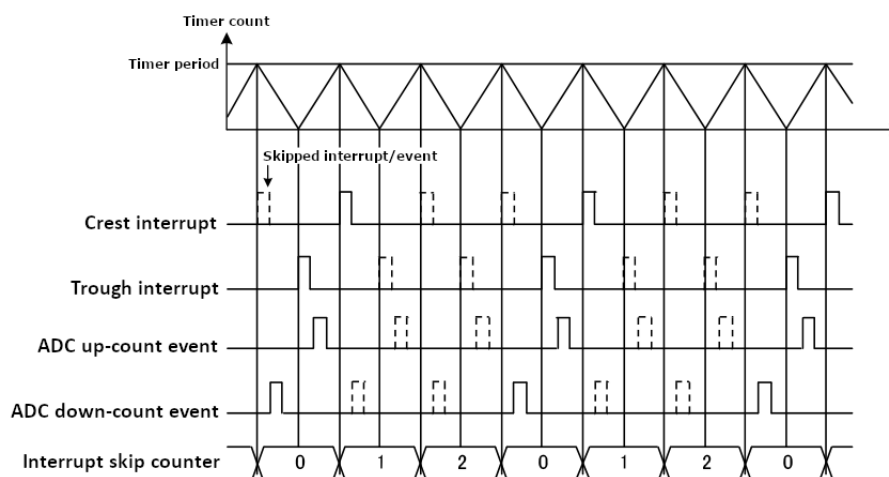 Timer count
Timer period
Skipped interrupt/event
Crest interrupt
Trough interrupt
ADC up-count event
ADC down-count event
Interrupt skip counter 0 1 2 0 1 2 0